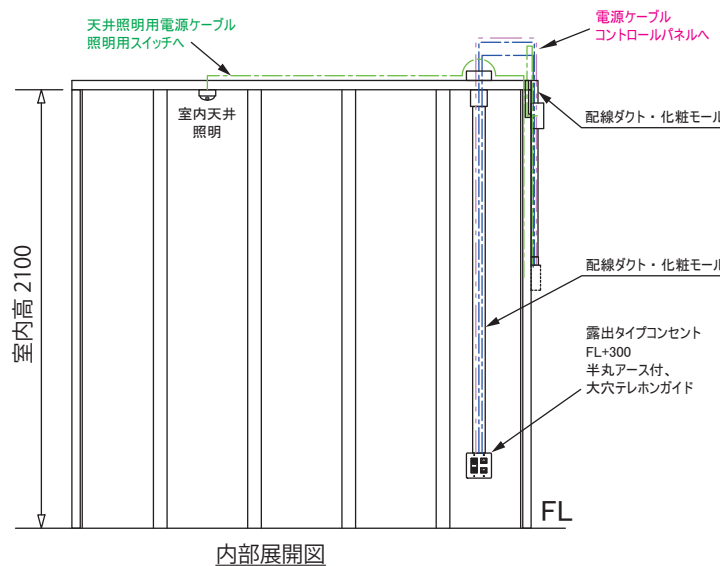 天井照明用電源ケーブル
照明用スイッチへ
電源ケーブル
コントロールパネルへ
室内天井
照明
配線ダクト・化粧モール
室内高 2100
配線ダクト・化粧モール
露出タイプコンセント
FL+300
半丸アース付、
大穴テレホンガイド
FL
内部展開図